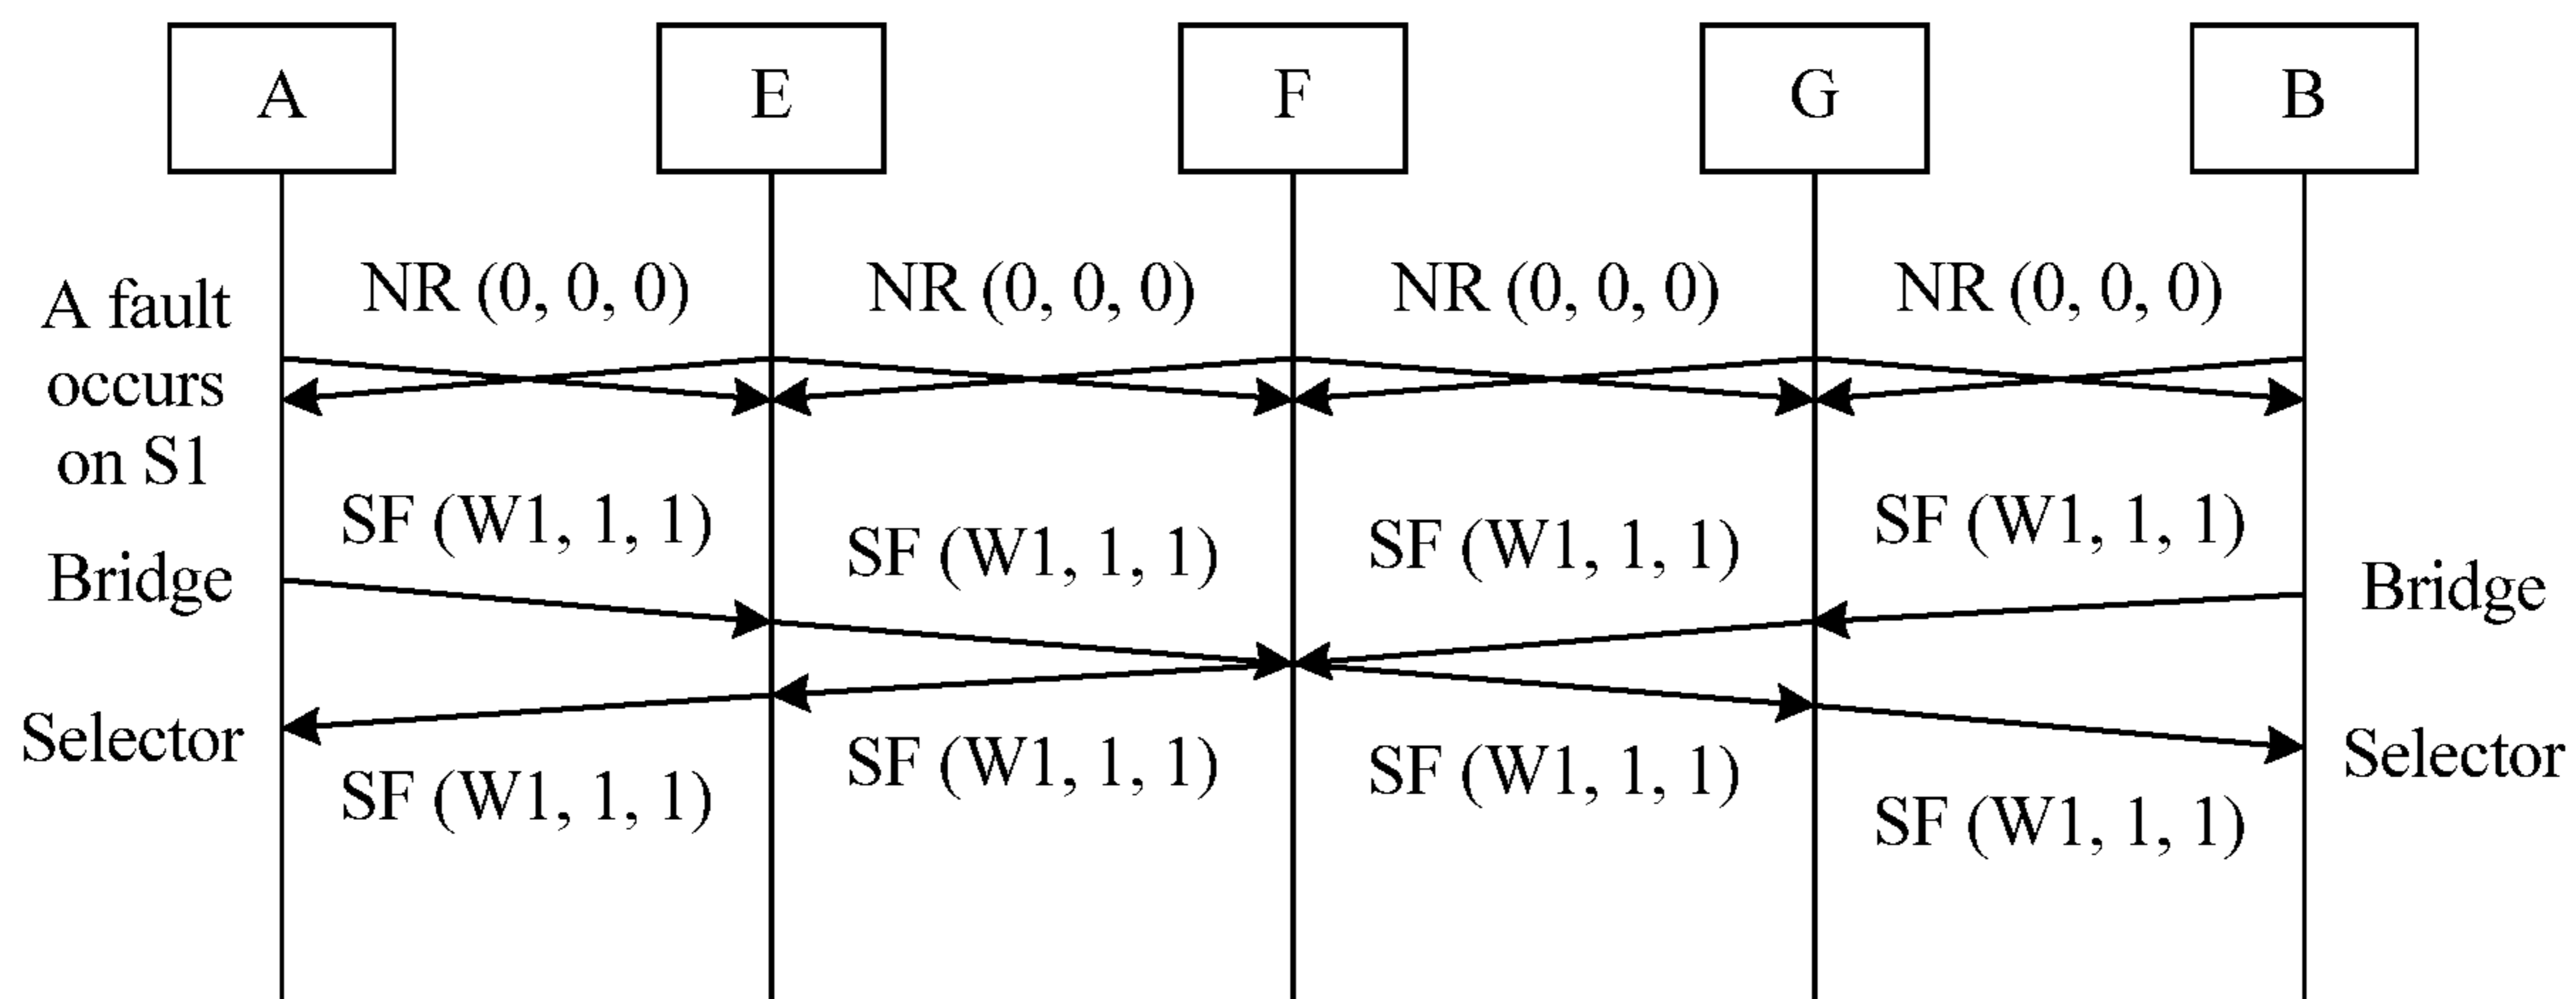 A
E
F
G
B
NR (0, 0, 0)
NR (0, 0, 0)
NR (0, 0, 0)
NR (0, 0, 0)
A fault
occurs
on S1
SF (W1, 1, 1)
SF (W1, 1, 1)
SF (W1, 1, 1)
SF (W1, 1, 1)
Bridge
Bridge
Selector
Selector
SF (W1, 1, 1)
SF (W1, 1, 1)
SF (W1, 1, 1)
SF (W1, 1, 1)